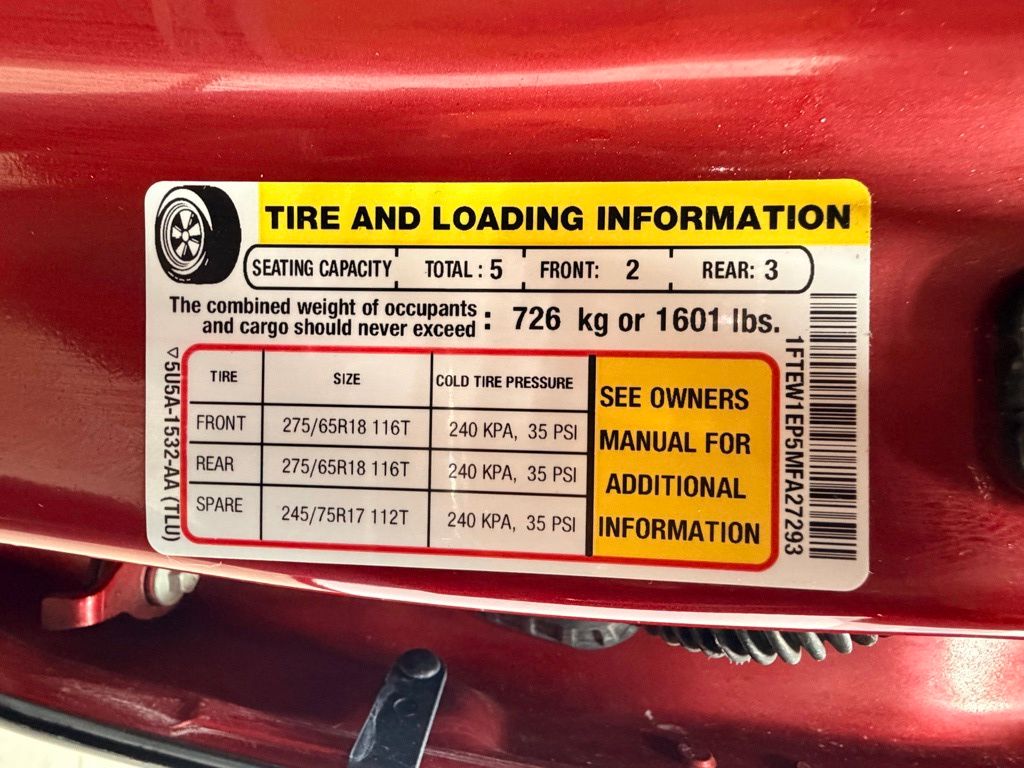 TIRE AND LOADING INFORMATION
SEATING CAPACITY TOTAL : 5 FRONT: 2 REAR: 3
The combined weight of occupants
and cargo should never exceed : 726 kg or 1601 lbs.
TIRE SIZE COLD TIRE PRESSURE
FRONT 275/65R18 116T 240 KPA, 35 PSI
REAR 275/65R18 116T 240 KPA, 35 PSI
SPARE 245/75R17 112T 240 KPA, 35 PSI
SEE OWNERS
MANUAL FOR
ADDITIONAL
INFORMATION
▽5U5A-1532-AA (TLU)
1FTEW1EP5MFA27293